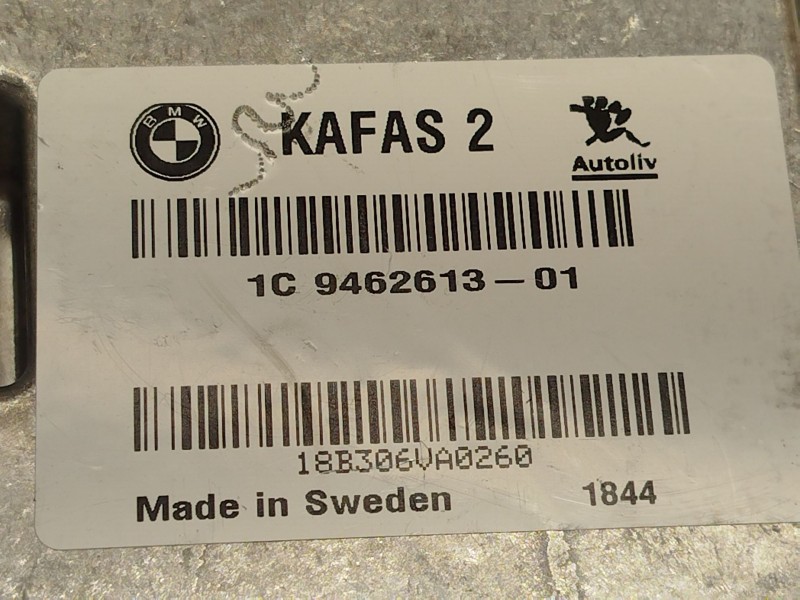 BMW KAFAS 2
Autoliv
1C 9462613-01
18B306VA0260
Made in Sweden 1844